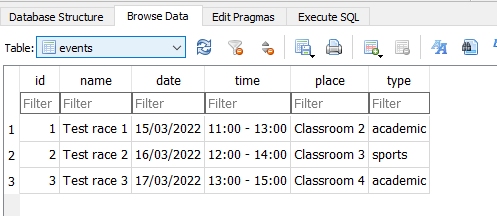 Database Structure Browse Data Edit Pragmas Execute SQL
Table: events
id name date time place type
Filter Filter Filter Filter Filter Filter
1 1 Test race 1 15/03/2022 11:00 - 13:00 Classroom 2 academic
2 2 Test race 2 16/03/2022 12:00 - 14:00 Classroom 3 sports
3 3 Test race 3 17/03/2022 13:00 - 15:00 Classroom 4 academic